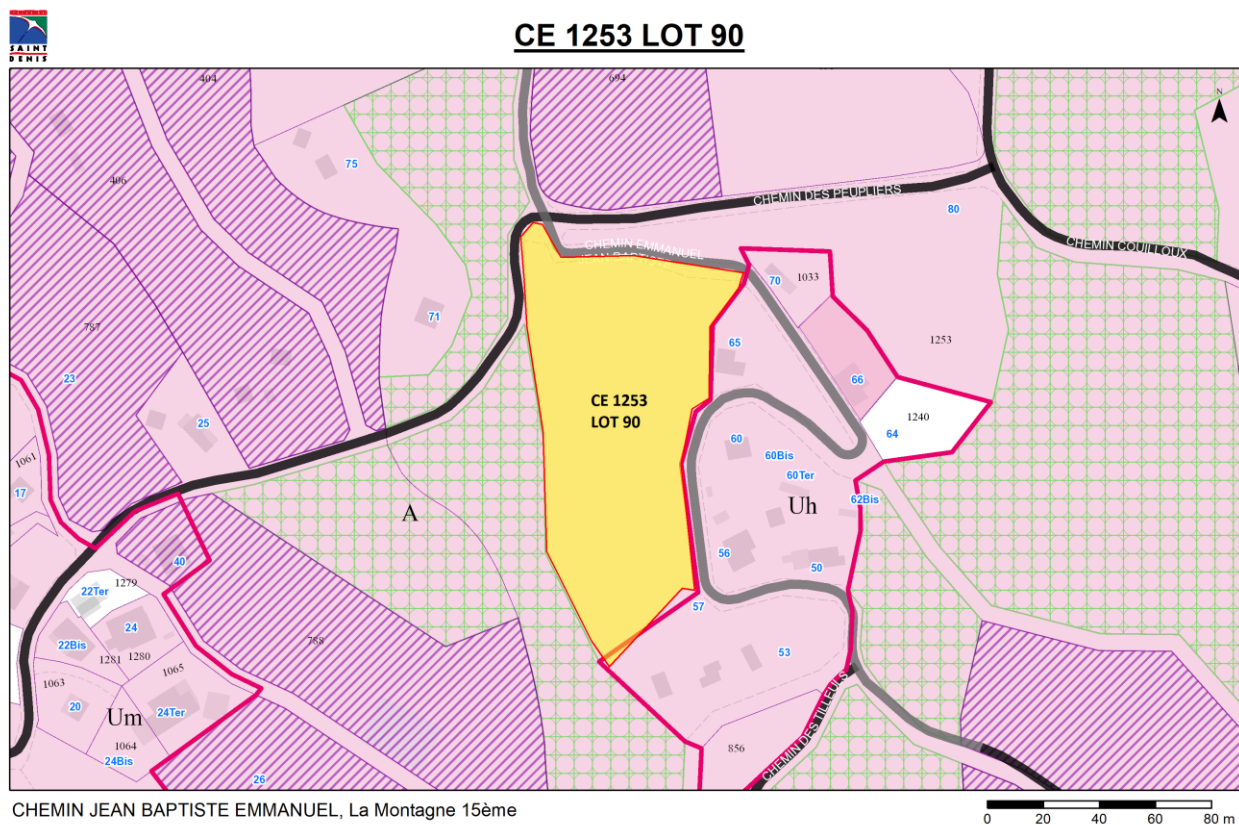 SAINT
DENIS
CE 1253 LOT 90
404
694
N
406
75
CHEMIN DES PEUPLIERS
80
CHEMIN COUILLOUX
CHEMIN EMMANUEL
70
1033
787
71
65
1253
23
66
25
CE 1253
LOT 90
1240
64
60
60Bis
1061
60Ter
17
62Bis
A
Uh
56
40
50
1279
22Ter
57
24
788
22Bis
53
1281
1280
1065
1063
20
24Ter
Um
1064
856
24Bis
26
CHEMIN DES TILLEULS
CHEMIN JEAN BAPTISTE EMMANUEL, La Montagne 15ème
0 20 40 60 80 m